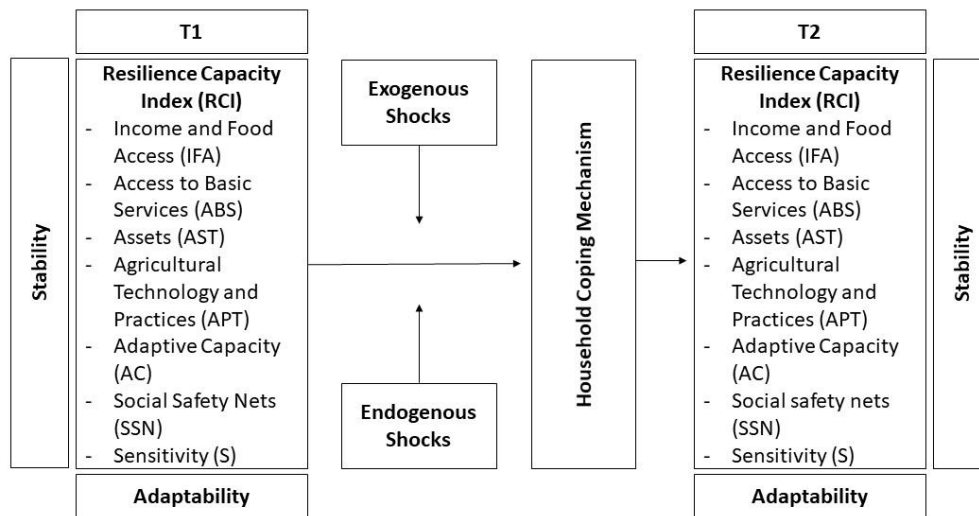 T1
Stability
Resilience Capacity
Index (RCI)
- Income and Food
Access (IFA)
- Access to Basic
Services (ABS)
- Assets (AST)
- Agricultural
Technology and
Practices (APT)
- Adaptive Capacity
(AC)
- Social Safety Nets
(SSN)
- Sensitivity (S)
Adaptability
Exogenous
Shocks
Endogenous
Shocks
Household Coping Mechanism
T2
Resilience Capacity
Index (RCI)
- Income and Food
Access (IFA)
- Access to Basic
Services (ABS)
- Assets (AST)
- Agricultural
Technology and
Practices (APT)
- Adaptive Capacity
(AC)
- Social safety nets
(SSN)
- Sensitivity (S)
Adaptability
Stability